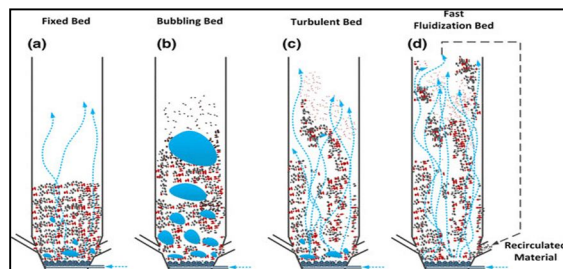 Fixed Bed
Bubbling Bed
Turbulent Bed
Fast
Fluidization Bed
(a)
(b)
(c)
(d)
Recirculated
Material